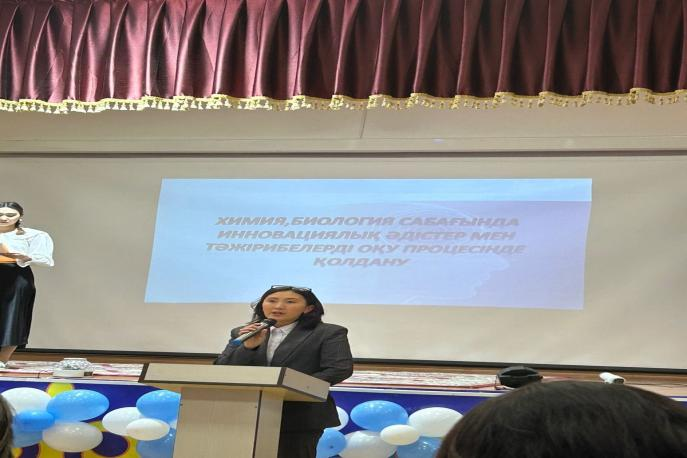 ХИМИЯ,БИОЛОГИЯ САБАҒЫНДА
ИННОВАЦИЯЛЫҚ ӘДІСТЕР МЕН
ТӘЖІРИБЕЛЕРДІ ОҚУ ПРОЦЕСІНДЕ
ҚОЛДАНУ